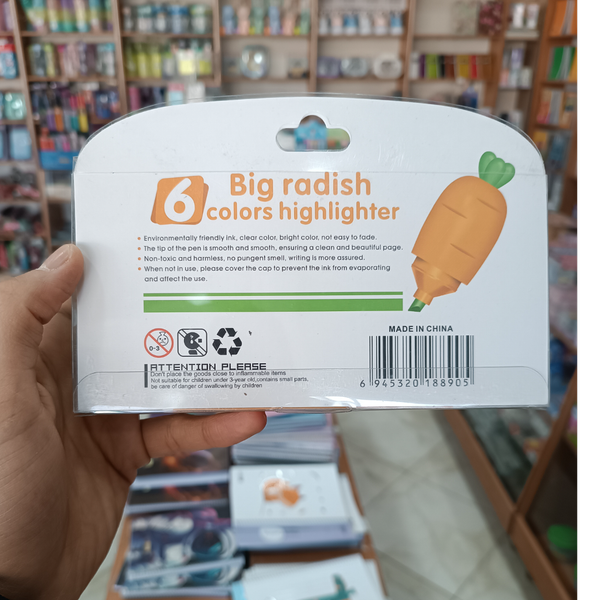 6 Big radish
colors highlighter
• Environmentally friendly ink, clear color, bright color, not easy to fade.
• The tip of the pen is smooth and smooth, ensuring a clean and beautiful page.
• Non-toxic and harmless, no pungent smell, writing is more assured.
• When not in use, please cover the cap to prevent the ink from evaporating
and affect the use.
MADE IN CHINA
0-3
ATTENTION PLEASE
Don't place the goods close to inflammable items
Not suitable for children under 3-year old,contains small parts,
be care of danger of swallowing by children
6 945320 188905